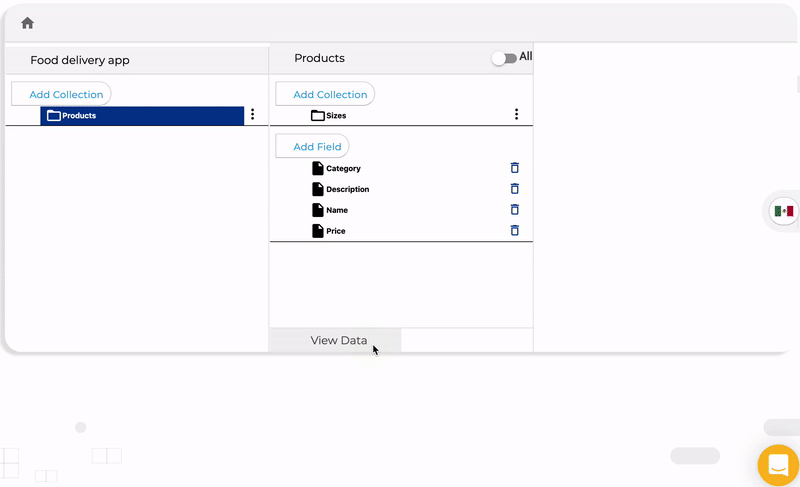 Food delivery app
Products
All
Add Collection
Products
Add Collection
Sizes
Add Field
Category
Description
Name
Price
View Data